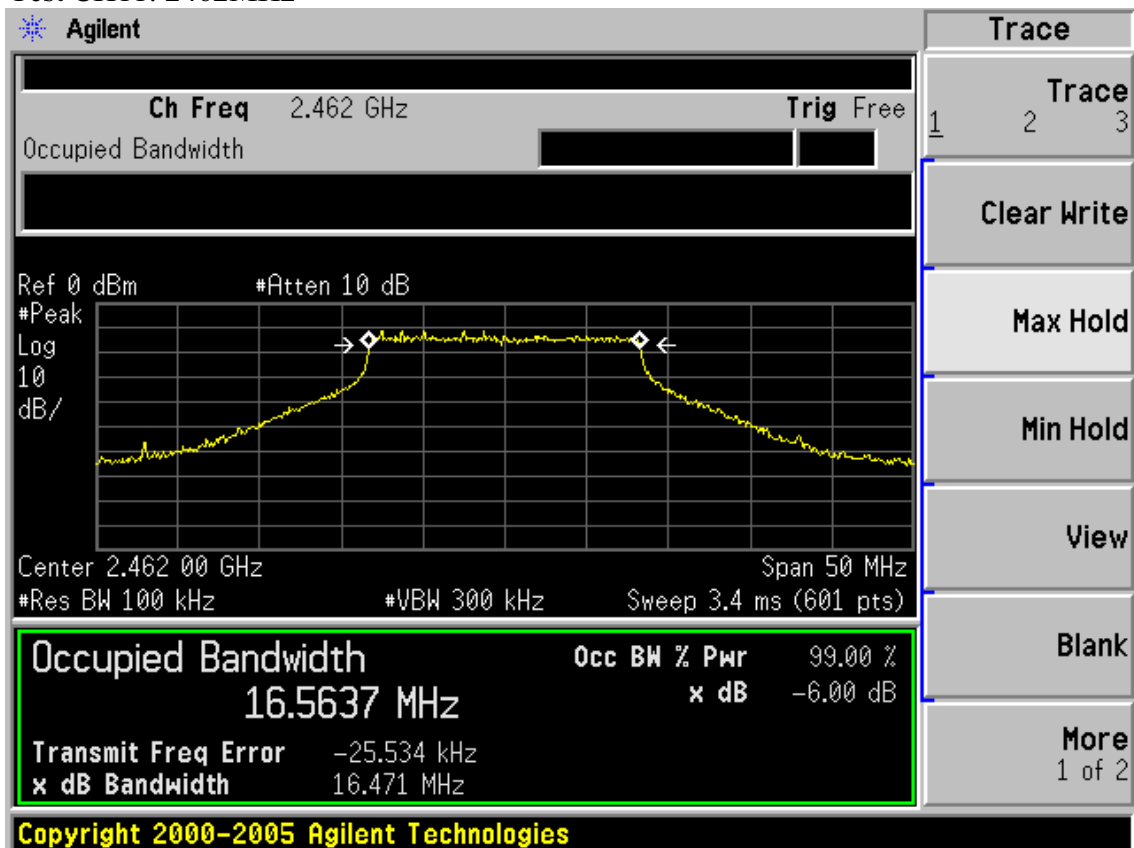 Agilent
Trace
Ch Freq 2.462 GHz Trig Free
Occupied Bandwidth
Trace
1 2 3
Clear Write
Max Hold
Min Hold
View
Blank
More
1 of 2
Ref 0 dBm #Atten 10 dB
#Peak
Log
10
dB/
Center 2.462 00 GHz Span 50 MHz
#Res BW 100 kHz #VBW 300 kHz Sweep 3.4 ms (601 pts)
Occupied Bandwidth Occ BW % Pwr 99.00 %
16.5637 MHz x dB -6.00 dB
Transmit Freq Error -25.534 kHz
x dB Bandwidth 16.471 MHz
Copyright 2000-2005 Agilent Technologies